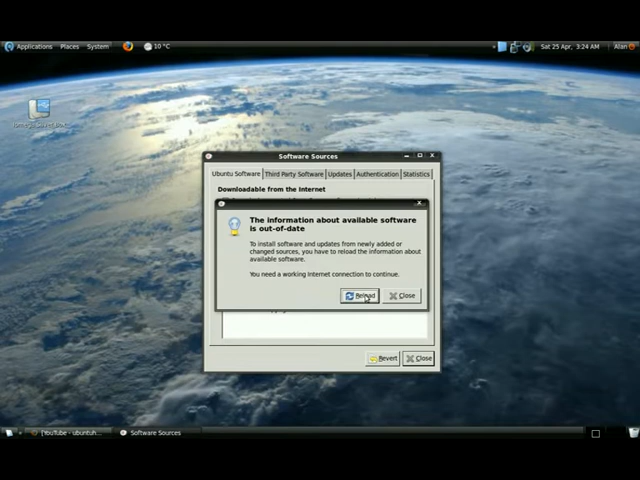 Applications Places System 10 °C Sat 25 Apr, 3:24 AM Alan
Software Sources
Ubuntu Software Third Party Software Updates Authentication Statistics
Downloadable from the Internet
The information about available software
is out-of-date
To install software and updates from newly added or
changed sources, you have to reload the information about
available software.
You need a working internet connection to continue.
Reload Close
Revert Close
[YouTube - ubuntuh... Software Sources